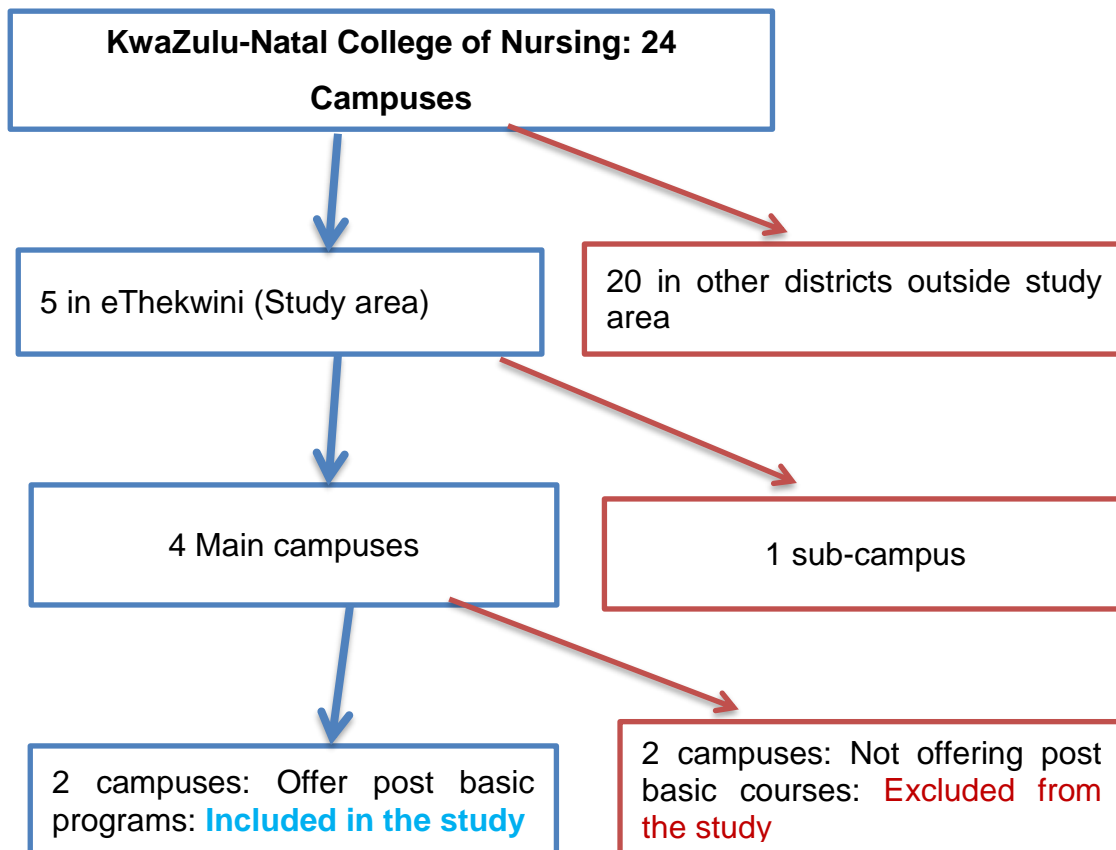 KwaZulu-Natal College of Nursing: 24
Campuses
5 in eThekwini (Study area)
20 in other districts outside study
area
4 Main campuses
1 sub-campus
2 campuses: Offer post basic
programs: Included in the study
2 campuses: Not offering post
basic courses: Excluded from
the study